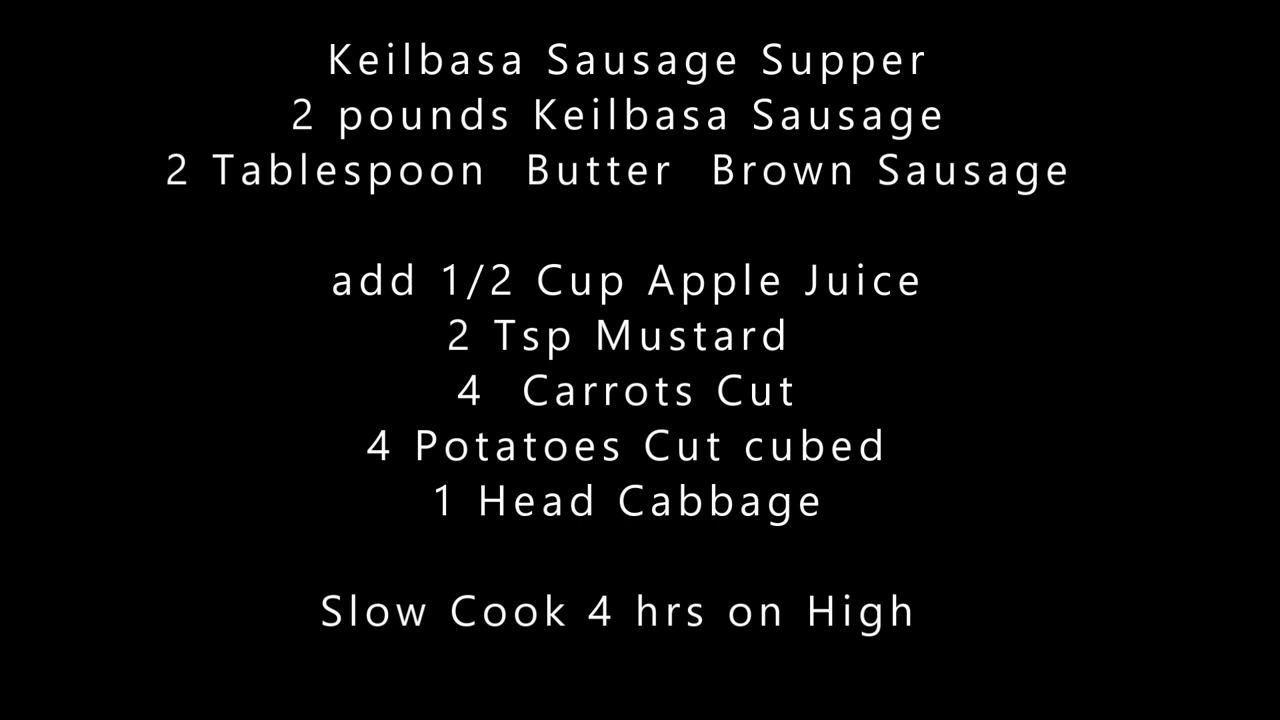 Keilbasa Sausage Supper
2 pounds Keilbasa Sausage
2 Tablespoon  Butter  Brown Sausage
add 1/2 Cup Apple Juice
2 Tsp Mustard
4  Carrots Cut
4 Potatoes Cut cubed
1 Head Cabbage
Slow Cook 4 hrs on High